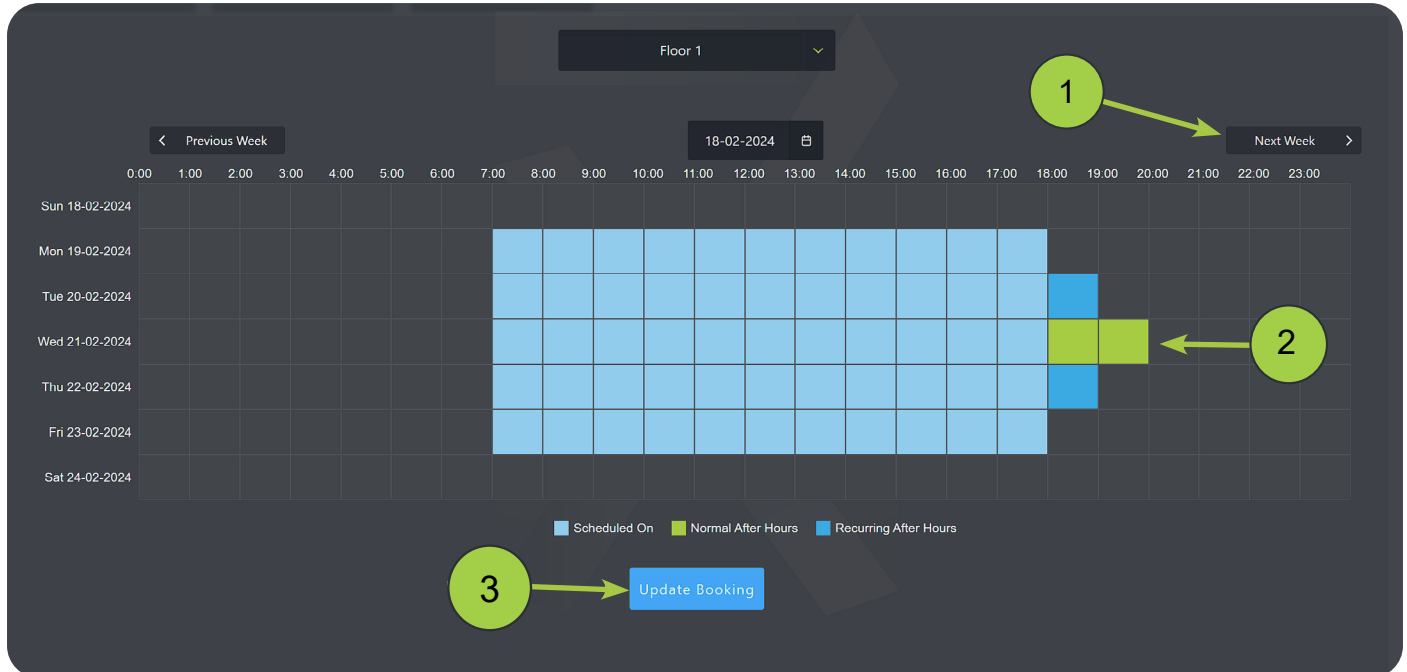 Floor 1
1
Previous Week
18-02-2024
Next Week
0:00 1:00 2:00 3:00 4:00 5:00 6:00 7:00 8:00 9:00 10:00 11:00 12:00 13:00 14:00 15:00 16:00 17:00 18:00 19:00 20:00 21:00 22:00 23:00
Sun 18-02-2024
Mon 19-02-2024
Tue 20-02-2024
Wed 21-02-2024
2
Thu 22-02-2024
Fri 23-02-2024
Sat 24-02-2024
Scheduled On Normal After Hours Recurring After Hours
3
Update Booking